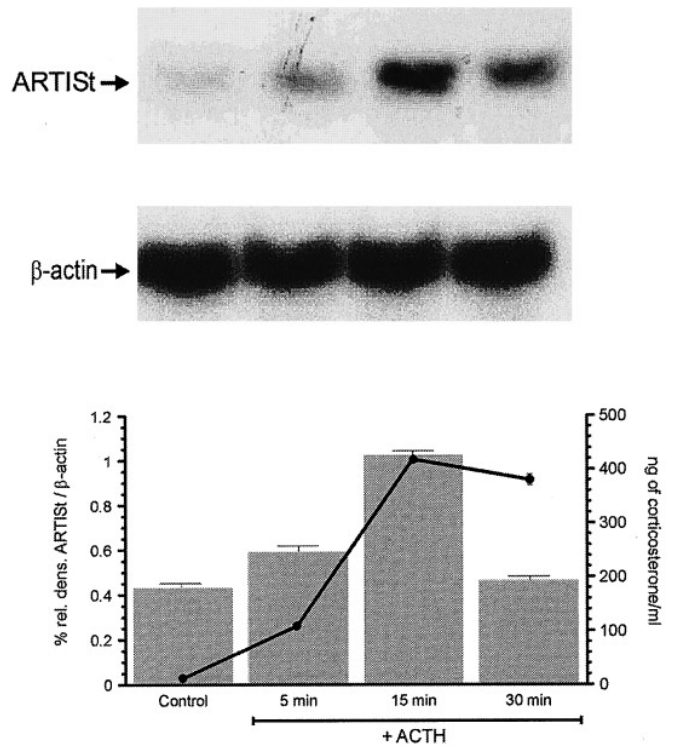 ARTISt
β-actin
1.2
1
0.8
0.6
0.4
0.2
0
% rel. dens. ARTISt / β-actin
500
400
300
200
100
0
ng of corticosterone/ml
Control 5 min 15 min 30 min
+ ACTH